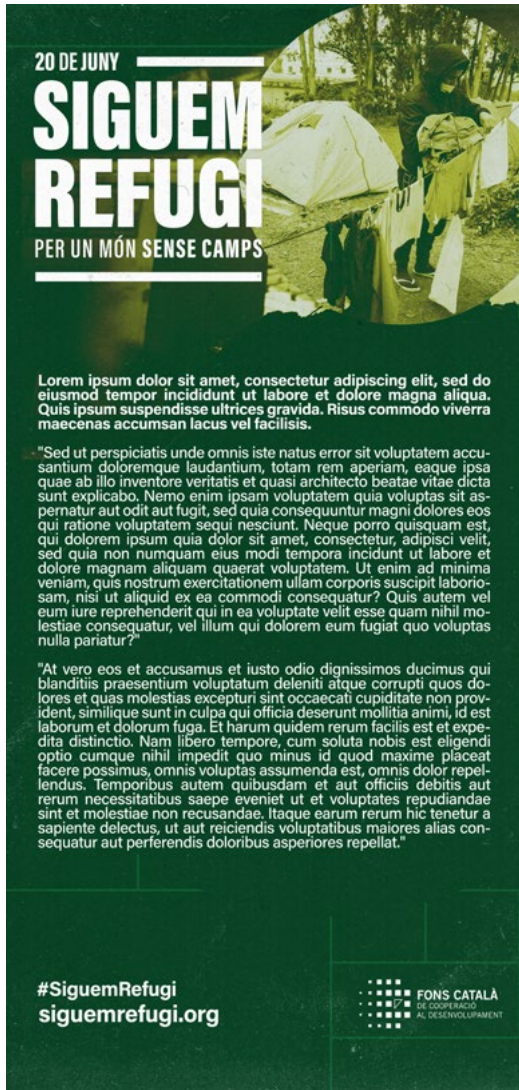 20 DE JUNY
SIGUEM
REFUGI
PER UN MÓN SENSE CAMPS
Lorem ipsum dolor sit amet, consectetur adipiscing elit, sed do
eiusmod tempor incididunt ut labore et dolore magna aliqua.
Quis ipsum suspendisse ultrices gravida. Risus commodo viverra
maecenas accumsan lacus vel facilisis.
"Sed ut perspiciatis unde omnis iste natus error sit voluptatem accu-
santium doloremque laudantium, totam rem aperiam, eaque ipsa
quae ab illo inventore veritatis et quasi architecto beatae vitae dicta
sunt explicabo. Nemo enim ipsam voluptatem quia voluptas sit as-
pernatur aut odit aut fugit, sed quia consequuntur magni dolores eos
qui ratione voluptatem sequi nesciunt. Neque porro quisquam est,
qui dolorem ipsum quia dolor sit amet, consectetur, adipisci velit,
sed quia non numquam eius modi tempora incidunt ut labore et
dolore magnam aliquam quaerat voluptatem. Ut enim ad minima
veniam, quis nostrum exercitationem ullam corporis suscipit laborio-
sam, nisi ut aliquid ex ea commodi consequatur? Quis autem vel
eum iure reprehenderit qui in ea voluptate velit esse quam nihil mo-
lestiae consequatur, vel illum qui dolorem eum fugiat quo voluptas
nulla pariatur?"
"At vero eos et accusamus et iusto odio dignissimos ducimus qui
blanditiis praesentium voluptatum deleniti atque corrupti quos do-
lores et quas molestias excepturi sint occaecati cupiditate non prov-
ident, similique sunt in culpa qui officia deserunt mollitia animi, id est
laborum et dolorum fuga. Et harum quidem rerum facilis est et expe-
dita distinctio. Nam libero tempore, cum soluta nobis est eligendi
optio cumque nihil impedit quo minus id quod maxime placeat
facere possimus, omnis voluptas assumenda est, omnis dolor repel-
lendus. Temporibus autem quibusdam et aut officiis debitis aut
rerum necessitatibus saepe eveniet ut et voluptates repudiandae
sint et molestiae non recusandae. Itaque earum rerum hic tenetur a
sapiente delectus, ut aut reiciendis voluptatibus maiores alias con-
sequatur aut perferendis doloribus asperiores repellat."
#SiguemRefugi
siguemrefugi.org
FONS CATALÀ
DE COOPERACIÓ
AL DESENVOLUPAMENT